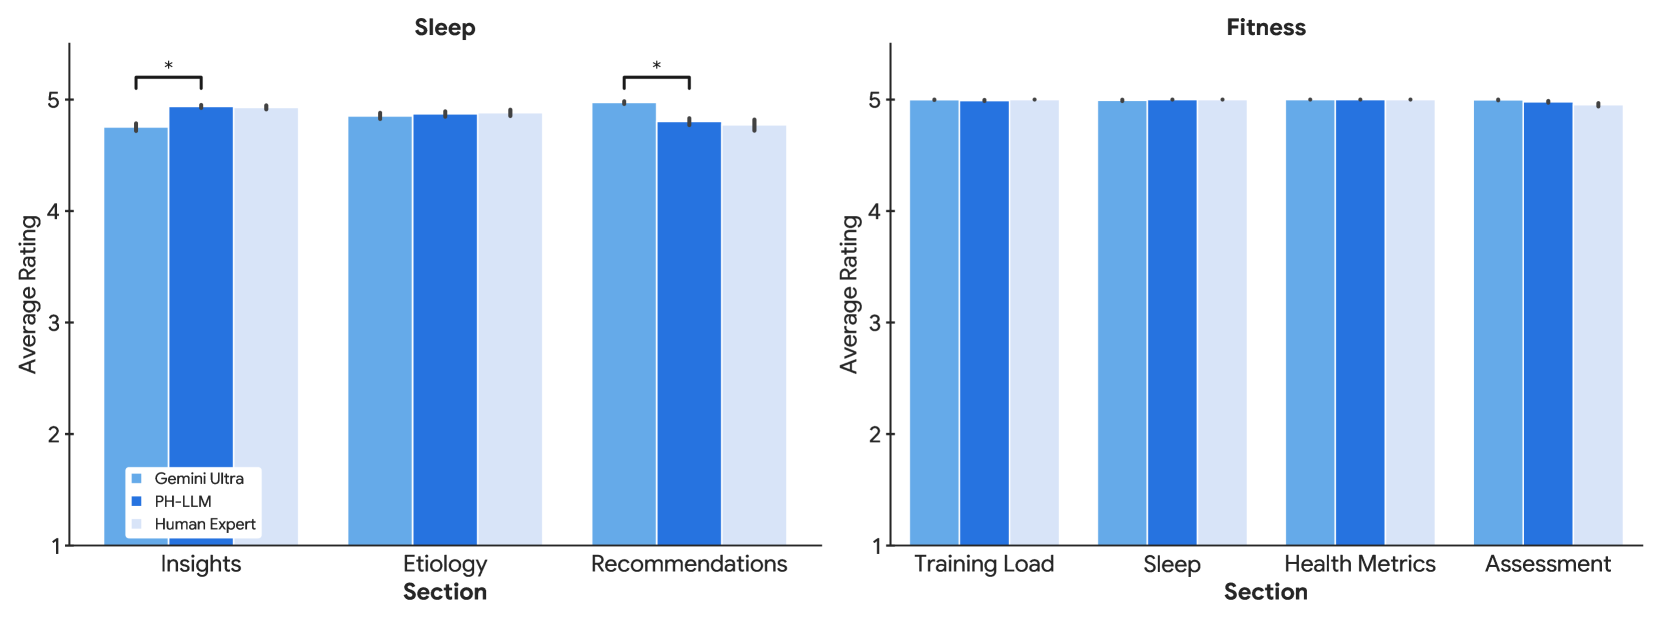 Sleep
*
*
5
4
3
2
1
Average Rating
Gemini Ultra
PH-LLM
Human Expert
Insights
Etiology
Recommendations
Section
Fitness
5
4
3
2
1
Average Rating
Training Load
Sleep
Health Metrics
Assessment
Section